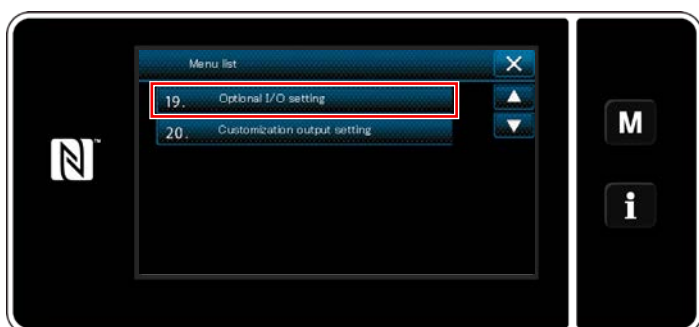 Menu list
19. Optional I/O setting
20. Customization output setting
M
i